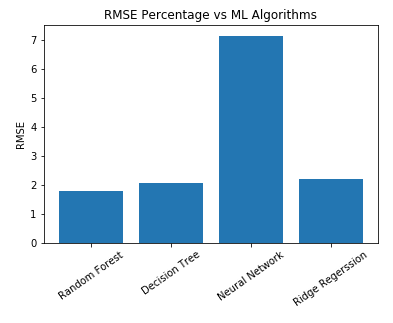 RMSE Percentage vs ML Algorithms
RMSE
7
6
5
4
3
2
1
0
Random Forest
Decision Tree
Neural Network
Ridge Regerssion